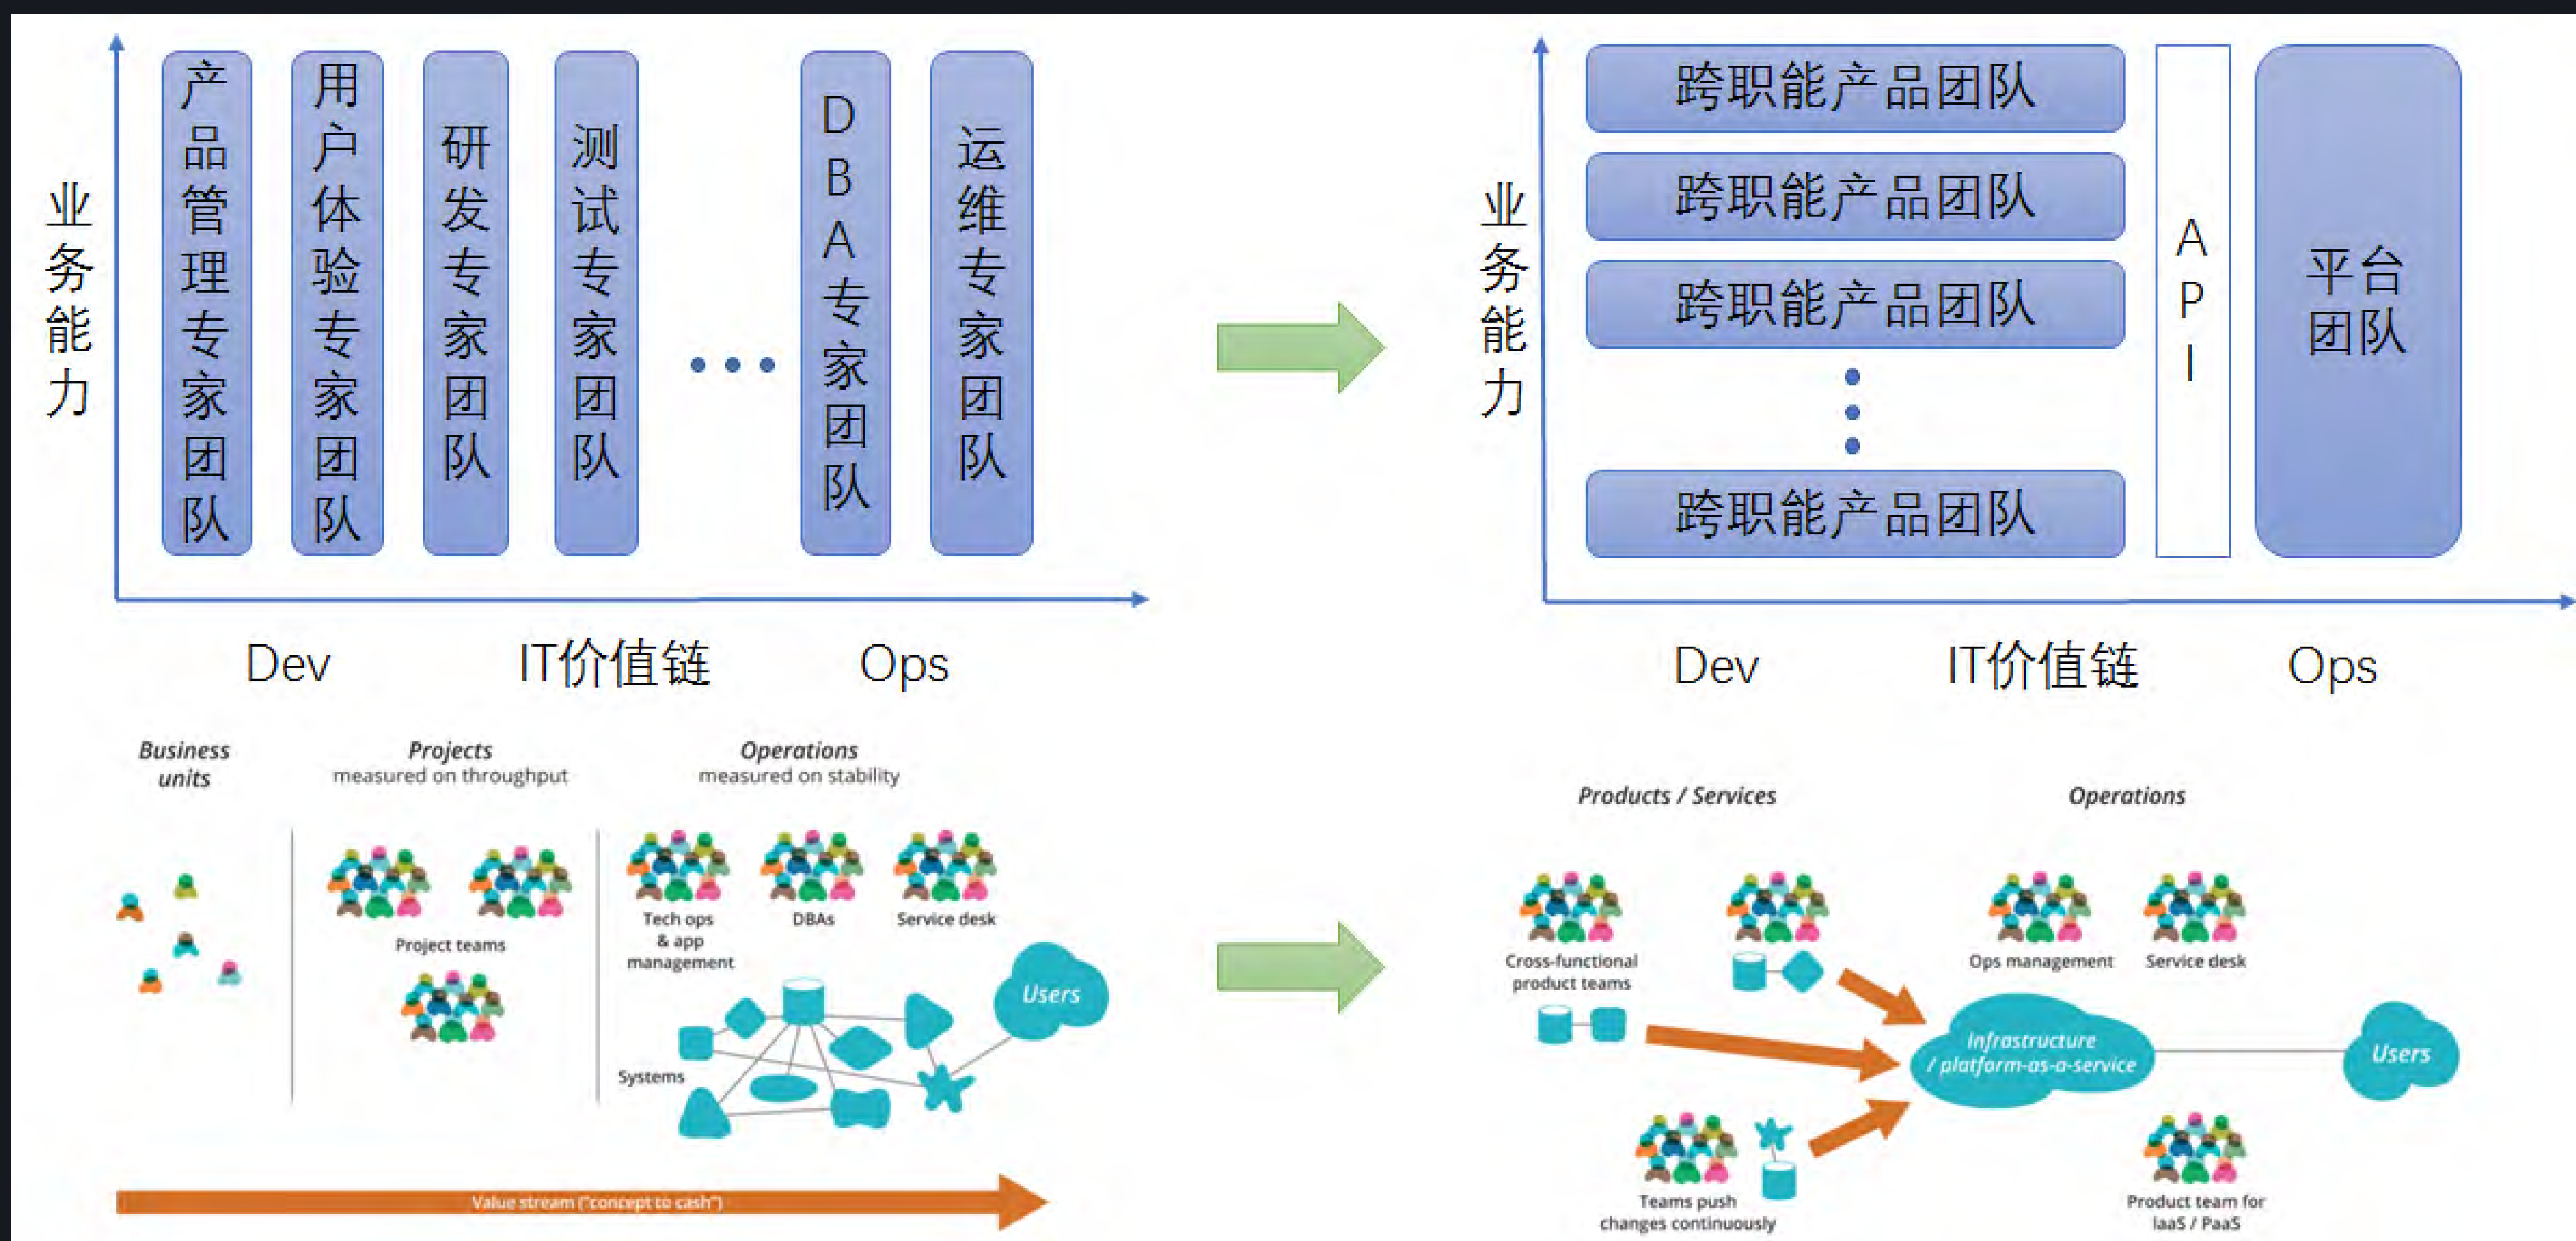 业务能力
产品管理专家团队
用户体验专家团队
研发专家团队
测试专家团队
DBA专家团队
运维专家团队
Dev
IT价值链
Ops
业务能力
跨职能产品团队
跨职能产品团队
跨职能产品团队
跨职能产品团队
API
平台
团队
Dev
IT价值链
Ops
Business
units
Projects
measured on throughput
Operations
measured on stability
Project teams
Tech ops
& app
management
DBAs
Service desk
Systems
Users
Value stream ("concept to cash")
Products / Services
Operations
Cross-functional
product teams
Ops management
Service desk
Infrastructure
/ platform-as-a-service
Users
Teams push
changes continuously
Product team for
IaaS / PaaS